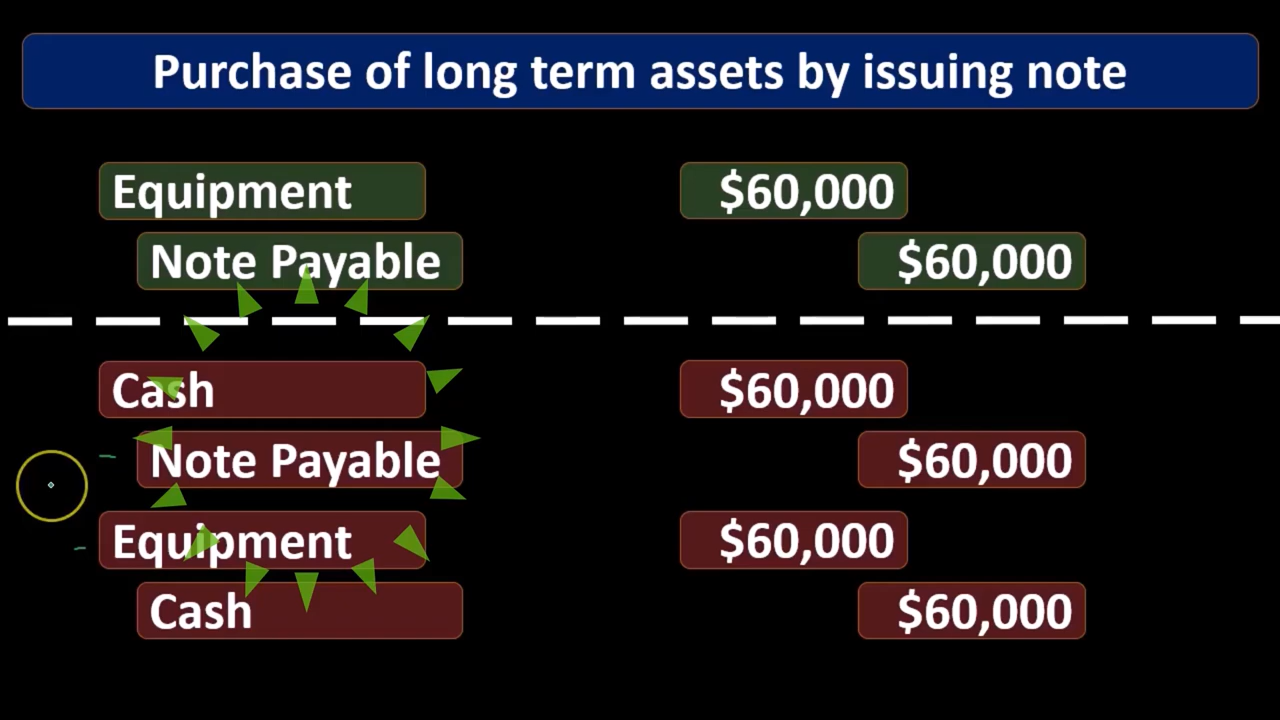 Purchase of long term assets by issuing note
Equipment $60,000
Note Payable $60,000
Cash $60,000
Note Payable $60,000
Equipment $60,000
Cash $60,000